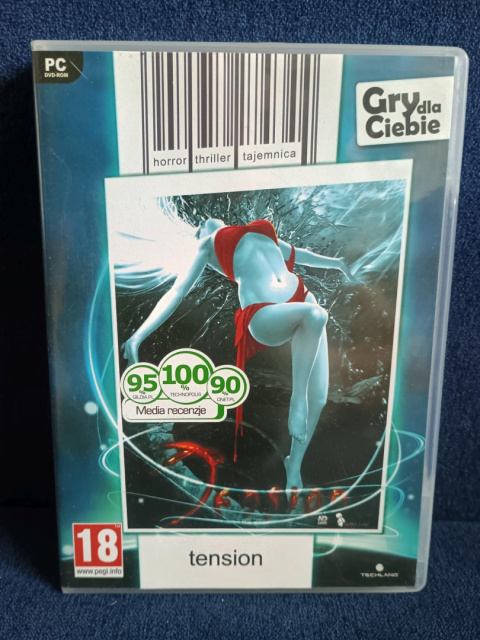 PC
DVD-ROM
Gry dla
Ciebie
horror thriller tajemnica
95
%
GILDIA.PL
100
%
TECHNOPOLIS
90
%
ONET.PL
Media recenzje
Tension
18
www.pegi.info
tension
TECHLAND